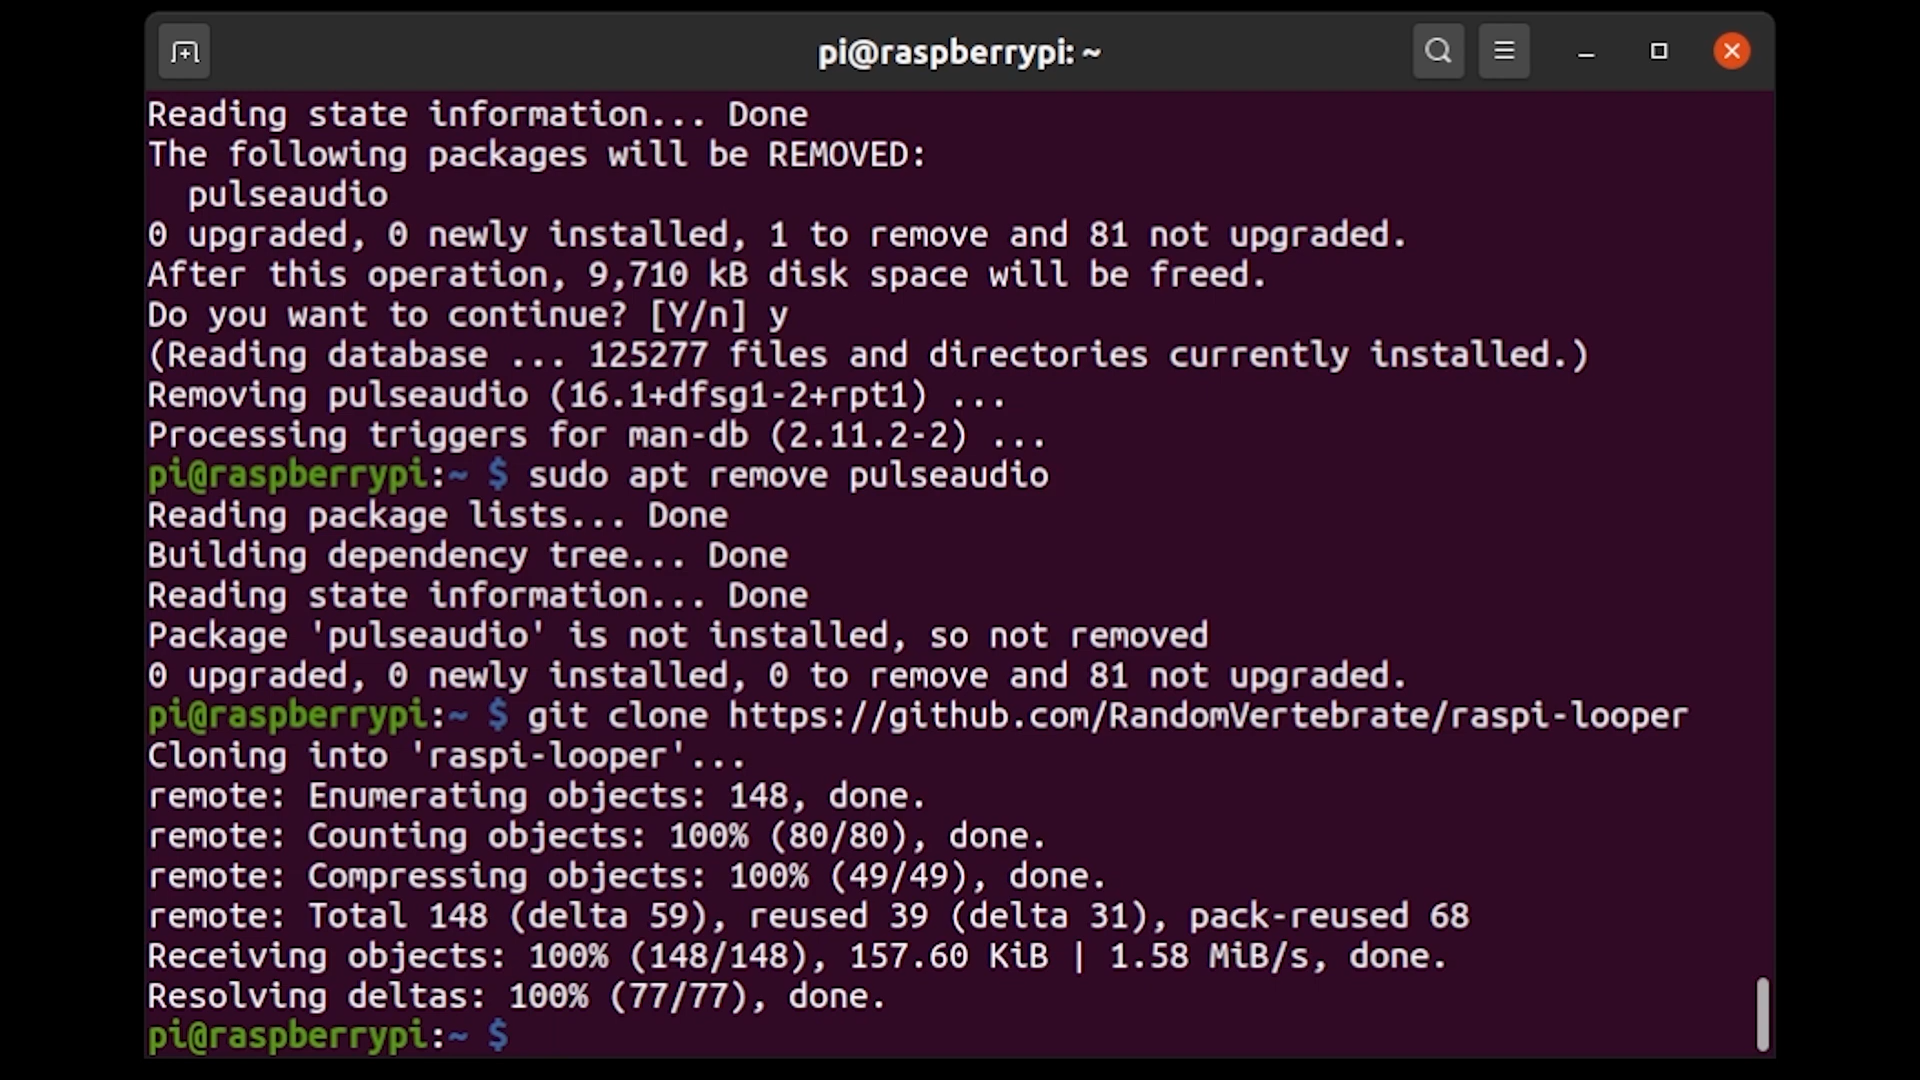 pi@raspberrypi: ~
Reading state information... Done
The following packages will be REMOVED:
  pulseaudio
0 upgraded, 0 newly installed, 1 to remove and 81 not upgraded.
After this operation, 9,710 kB disk space will be freed.
Do you want to continue? [Y/n] y
(Reading database ... 125277 files and directories currently installed.)
Removing pulseaudio (16.1+dfsg1-2+rpt1) ...
Processing triggers for man-db (2.11.2-2) ...
pi@raspberrypi:~ $ sudo apt remove pulseaudio
Reading package lists... Done
Building dependency tree... Done
Reading state information... Done
Package 'pulseaudio' is not installed, so not removed
0 upgraded, 0 newly installed, 0 to remove and 81 not upgraded.
pi@raspberrypi:~ $ git clone https://github.com/RandomVertebrate/raspi-looper
Cloning into 'raspi-looper'...
remote: Enumerating objects: 148, done.
remote: Counting objects: 100% (80/80), done.
remote: Compressing objects: 100% (49/49), done.
remote: Total 148 (delta 59), reused 39 (delta 31), pack-reused 68
Receiving objects: 100% (148/148), 157.60 KiB | 1.58 MiB/s, done.
Resolving deltas: 100% (77/77), done.
pi@raspberrypi:~ $